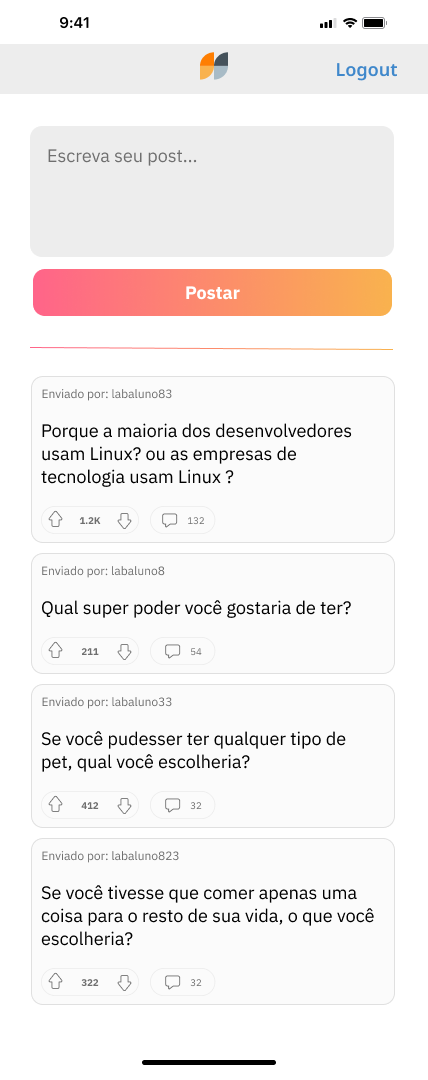 9:41
Logout
Escreva seu post...
Postar
Enviado por: labaluno83
Porque a maioria dos desenvolvedores
usam Linux? ou as empresas de
tecnologia usam Linux ?
1.2K 132
Enviado por: labaluno8
Qual super poder você gostaria de ter?
211 54
Enviado por: labaluno33
Se você pudesser ter qualquer tipo de
pet, qual você escolheria?
412 32
Enviado por: labaluno823
Se você tivesse que comer apenas uma
coisa para o resto de sua vida, o que você
escolheria?
322 32